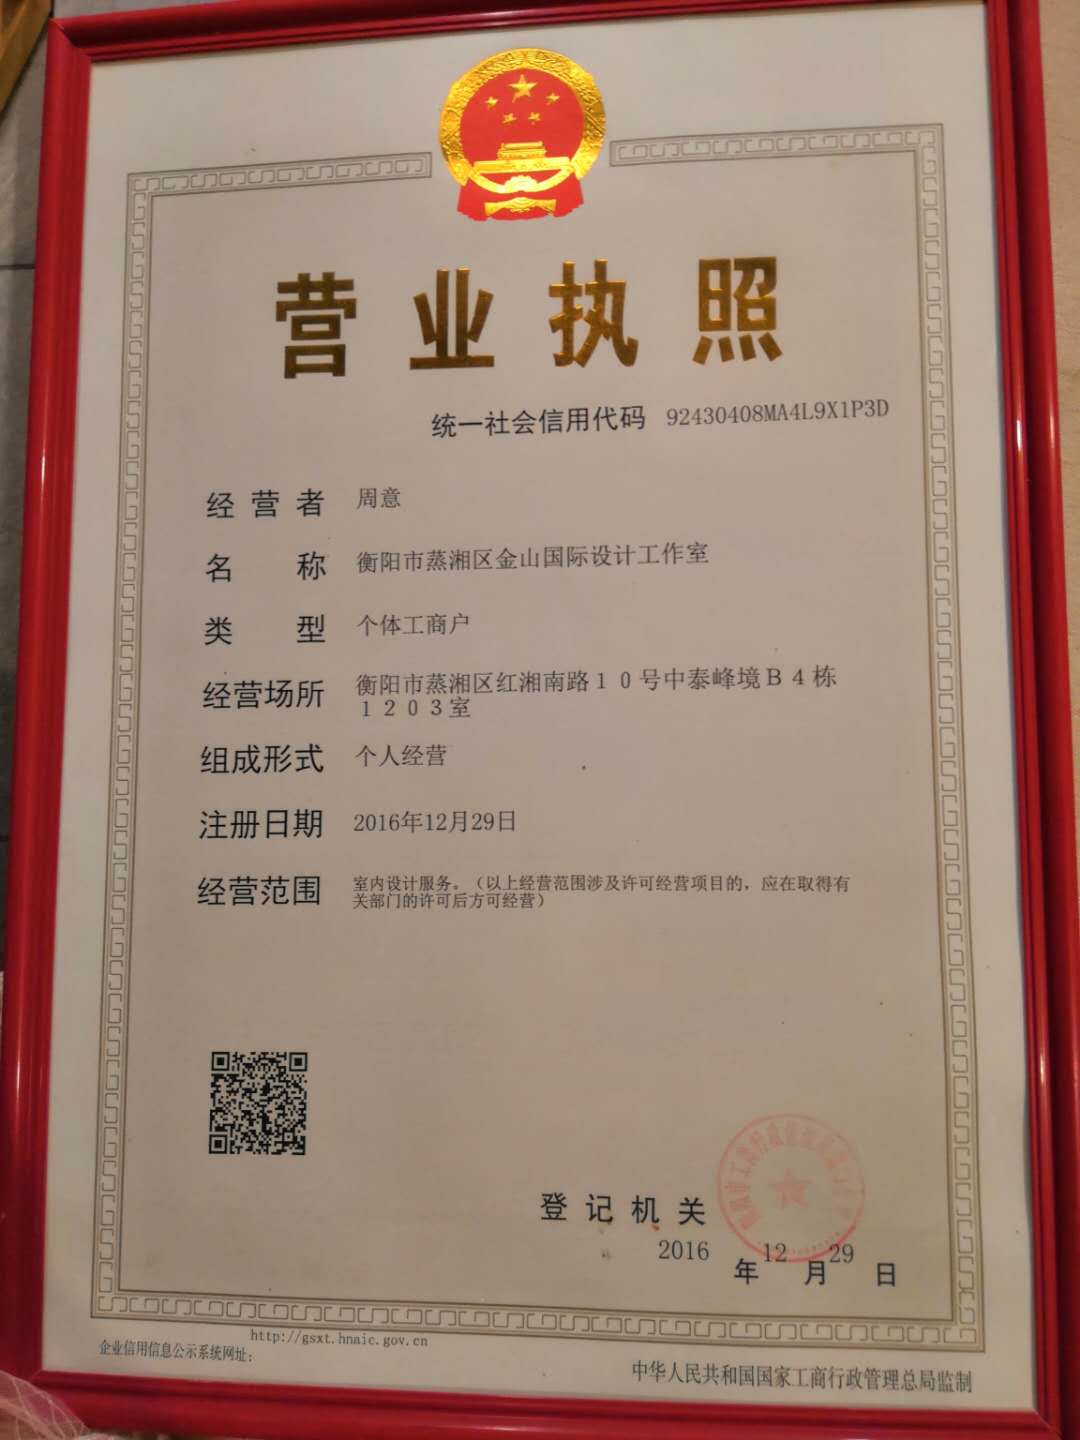 营业执照
统一社会信用代码 92430408MA4L9X1P3D
经营者 周意
名称 衡阳市蒸湘区金山国际设计工作室
类型 个体工商户
经营场所 衡阳市蒸湘区红湘南路10号中泰峰境B4栋
1203室
组成形式 个人经营
注册日期 2016年12月29日
经营范围 室内设计服务。（以上经营范围涉及许可经营项目的，应在取得有
关部门的许可后方可经营）
登记机关
2016年12月29日
企业信用信息公示系统网址：http://gsxt.hnaic.gov.cn
中华人民共和国国家工商行政管理总局监制